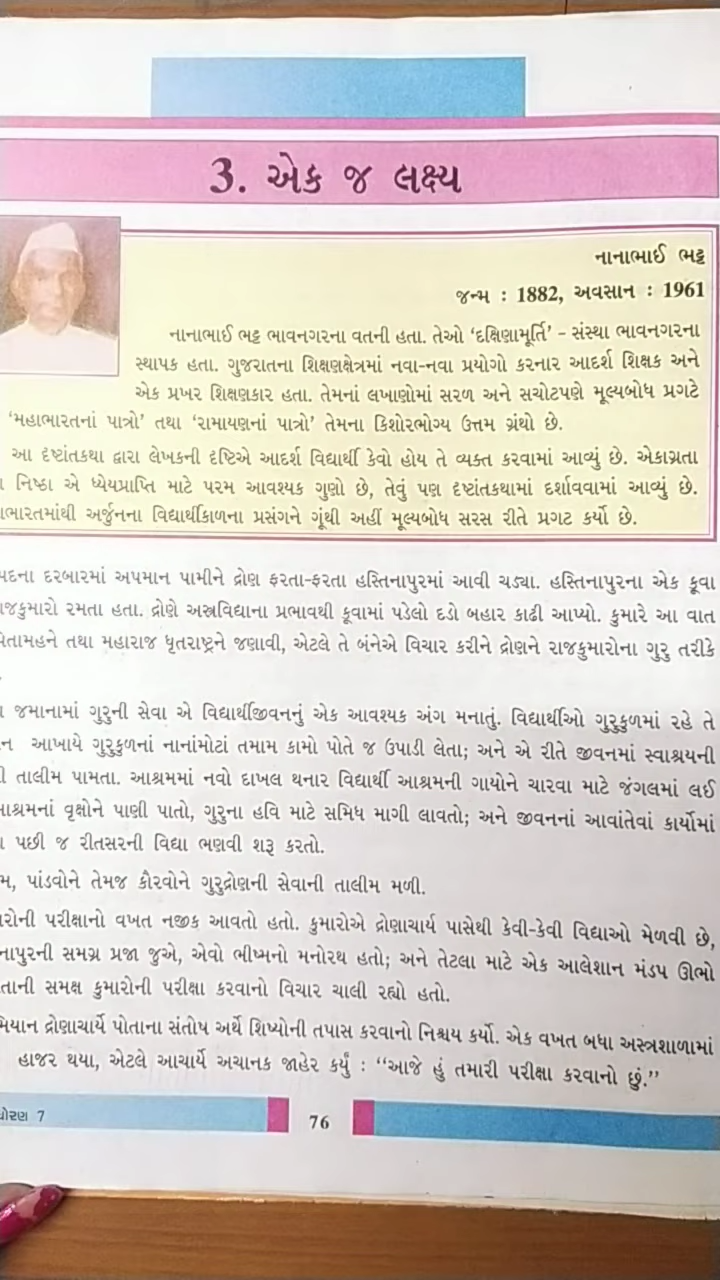 3. એક જ લક્ષ્ય
નાનાભાઈ ભટ્ટ
જન્મ : 1882, અવસાન : 1961
નાનાભાઈ ભટ્ટ ભાવનગરના વતની હતા. તેઓ ‘દક્ષિણામૂર્તિ’ – સંસ્થા ભાવનગરના
સ્થાપક હતા. ગુજરાતના શિક્ષણક્ષેત્રમાં નવા-નવા પ્રયોગો કરનાર આદર્શ શિક્ષક અને
એક પ્રખર શિક્ષણકાર હતા. તેમનાં લખાણોમાં સરળ અને સચોટપણે મૂલ્યબોધ પ્રગટે
‘મહાભારતનાં પાત્રો’ તથા ‘રામાયણનાં પાત્રો’ તેમના કિશોરભોગ્ય ઉત્તમ ગ્રંથો છે.
આ દૃષ્ટાંતકથા દ્વારા લેખકની દૃષ્ટિએ આદર્શ વિદ્યાર્થી કેવો હોય તે વ્યક્ત કરવામાં આવ્યું છે. એકાગ્રતા
નિષ્ઠા એ ધ્યેયપ્રાપ્તિ માટે પરમ આવશ્યક ગુણો છે, તેવું પણ દૃષ્ટાંતકથામાં દર્શાવવામાં આવ્યું છે.
ભારતમાંથી અર્જુનના વિદ્યાર્થીકાળના પ્રસંગને ગૂંથી અહીં મૂલ્યબોધ સરસ રીતે પ્રગટ કર્યો છે.
પદના દરબારમાં અપમાન પામીને દ્રોણ ફરતા-ફરતા હસ્તિનાપુરમાં આવી ચડ્યા. હસ્તિનાપુરના એક કૂવા
જકુમારો રમતા હતા. દ્રોણે અસ્ત્રવિદ્યાના પ્રભાવથી કૂવામાં પડેલો દડો બહાર કાઢી આપ્યો. કુમારે આ વાત
તામહને તથા મહારાજ ધૃતરાષ્ટ્રને જણાવી, એટલે તે બંનેએ વિચાર કરીને દ્રોણને રાજકુમારોના ગુરુ તરીકે
જમાનામાં ગુરુની સેવા એ વિદ્યાર્થીજીવનનું એક આવશ્યક અંગ મનાતું. વિદ્યાર્થીઓ ગુરુકુળમાં રહે તે
ન આખાયે ગુરુકુળનાં નાનાંમોટાં તમામ કામો પોતે જ ઉપાડી લેતા; અને એ રીતે જીવનમાં સ્વાશ્રયની
તાલીમ પામતા. આશ્રમમાં નવો દાખલ થનાર વિદ્યાર્થી આશ્રમની ગાયોને ચારવા માટે જંગલમાં લઈ
આશ્રમનાં વૃક્ષોને પાણી પાતો, ગુરુના હવિ માટે સમિધ માગી લાવતો; અને જીવનનાં આવાંતેવાં કાર્યોમાં
પછી જ રીતસરની વિદ્યા ભણવી શરૂ કરતો.
મ, પાંડવોને તેમજ કૌરવોને ગુરુદ્રોણની સેવાની તાલીમ મળી.
રોની પરીક્ષાનો વખત નજીક આવતો હતો. કુમારોએ દ્રોણાચાર્ય પાસેથી કેવી-કેવી વિદ્યાઓ મેળવી છે,
નાપુરની સમગ્ર પ્રજા જુએ, એવો ભીષ્મનો મનોરથ હતો; અને તેટલા માટે એક આલેશાન મંડપ ઊભો
તાની સમક્ષ કુમારોની પરીક્ષા કરવાનો વિચાર ચાલી રહ્યો હતો.
મિયાન દ્રોણાચાર્યે પોતાના સંતોષ અર્થે શિષ્યોની તપાસ કરવાનો નિશ્ચય કર્યો. એક વખત બધા અસ્ત્રશાળામાં
હાજર થયા, એટલે આચાર્યે અચાનક જાહેર કર્યું : ‘‘આજે હું તમારી પરીક્ષા કરવાનો છું.’’
ધોરણ 7
76